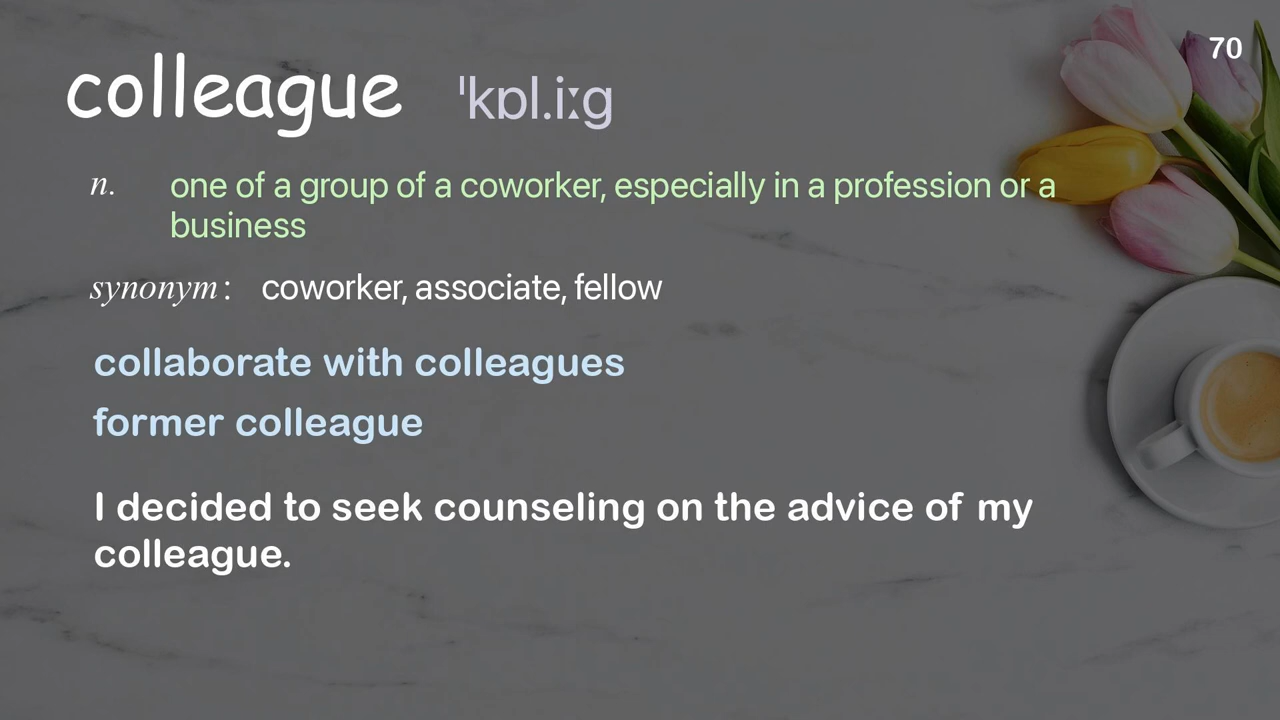 70
colleague ˈkɒl.iːg
n. one of a group of a coworker, especially in a profession or a
business
synonym: coworker, associate, fellow
collaborate with colleagues
former colleague
I decided to seek counseling on the advice of my
colleague.